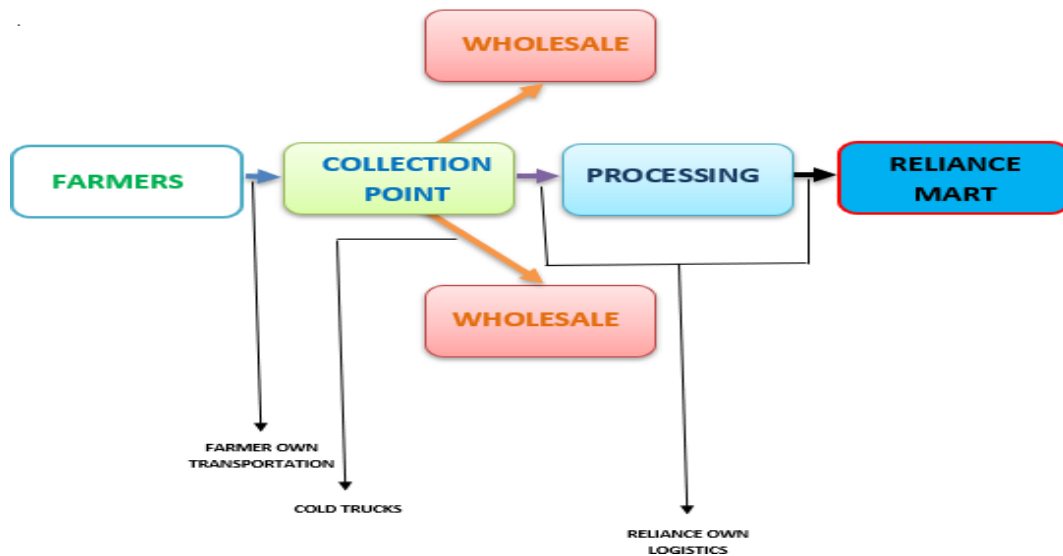 WHOLESALE
FARMERS
COLLECTION
POINT
PROCESSING
RELIANCE
MART
WHOLESALE
FARMER OWN
TRANSPORTATION
COLD TRUCKS
RELIANCE OWN
LOGISTICS